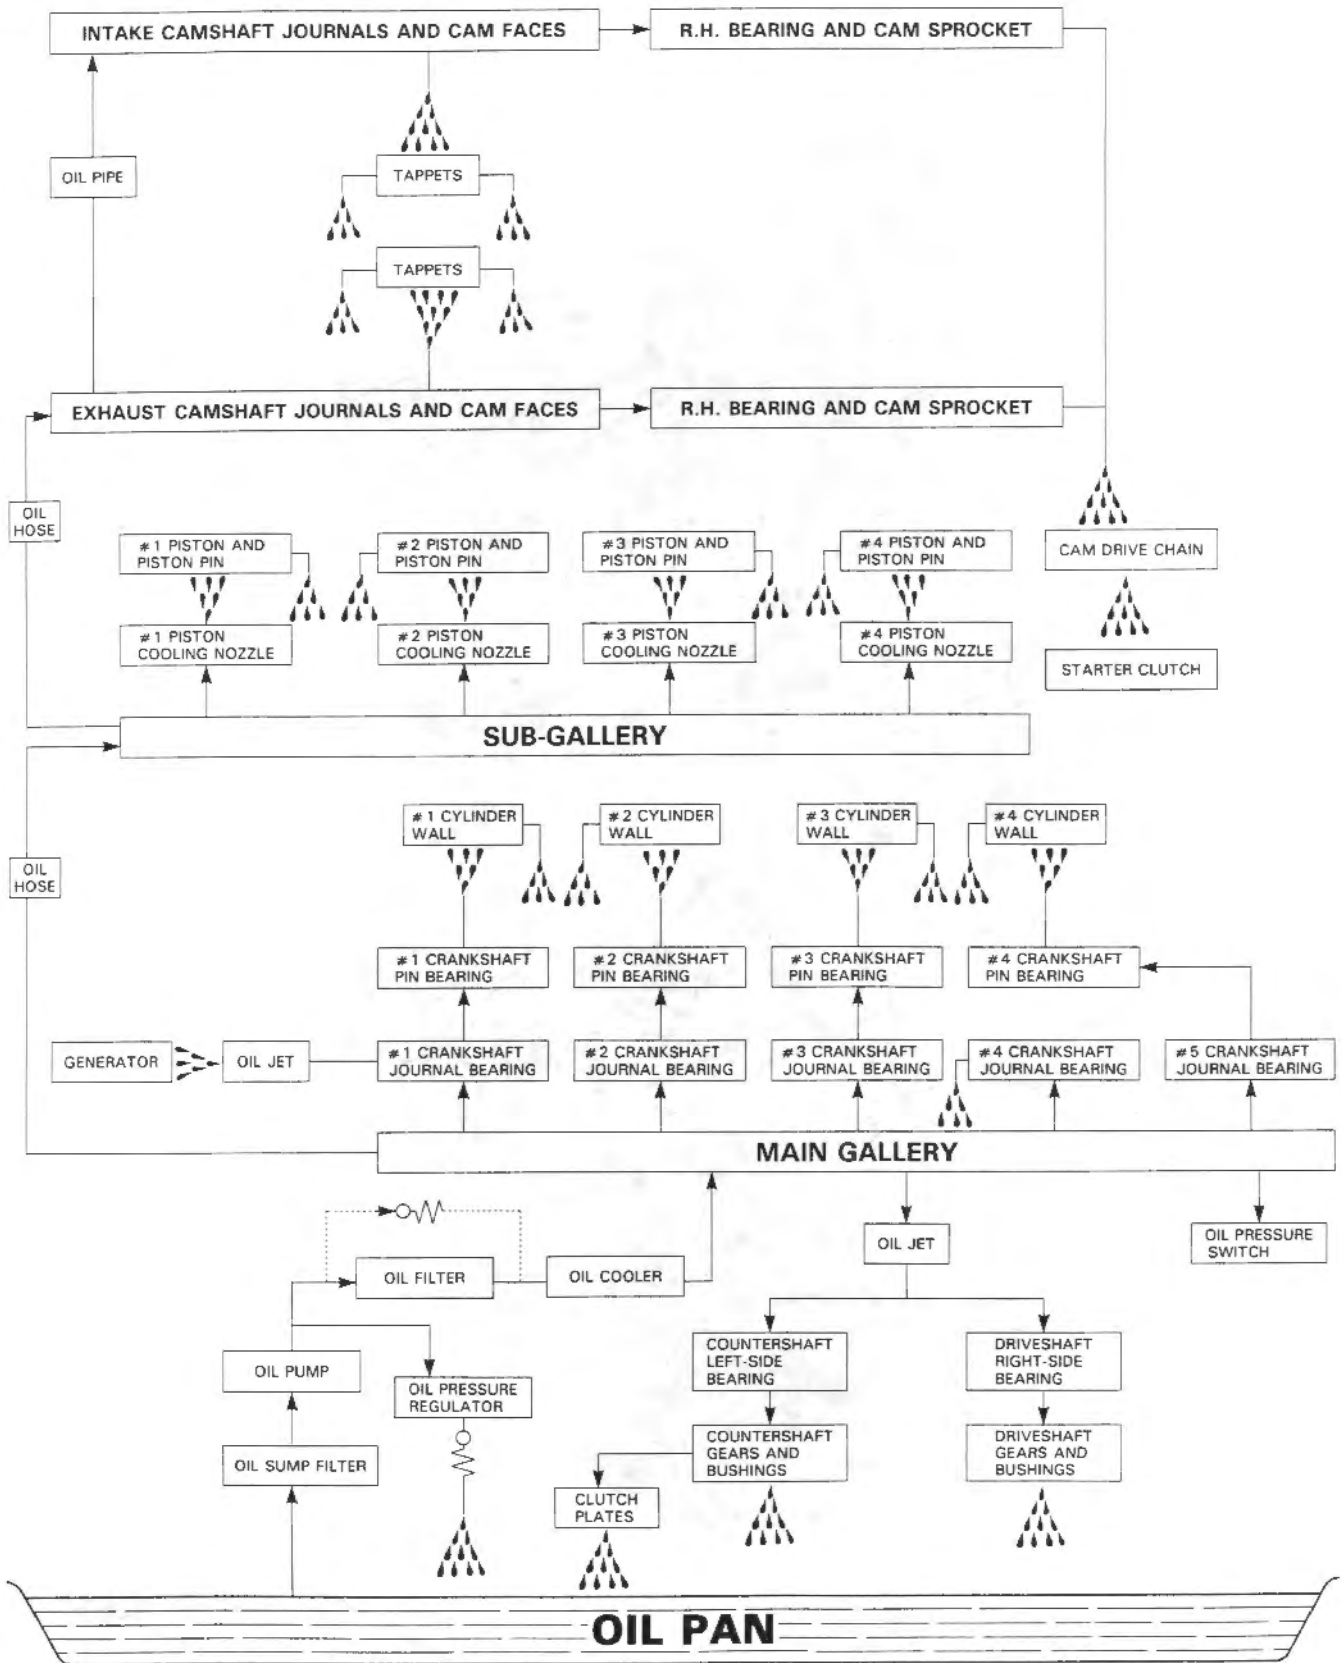 INTAKE CAMSHAFT JOURNALS AND CAM FACES
R.H. BEARING AND CAM SPROCKET
OIL PIPE
TAPPETS
TAPPETS
EXHAUST CAMSHAFT JOURNALS AND CAM FACES
R.H. BEARING AND CAM SPROCKET
OIL
HOSE
#1 PISTON AND
PISTON PIN
#2 PISTON AND
PISTON PIN
#3 PISTON AND
PISTON PIN
#4 PISTON AND
PISTON PIN
CAM DRIVE CHAIN
#1 PISTON
COOLING NOZZLE
#2 PISTON
COOLING NOZZLE
#3 PISTON
COOLING NOZZLE
#4 PISTON
COOLING NOZZLE
STARTER CLUTCH
SUB-GALLERY
#1 CYLINDER
WALL
#2 CYLINDER
WALL
#3 CYLINDER
WALL
#4 CYLINDER
WALL
OIL
HOSE
#1 CRANKSHAFT
PIN BEARING
#2 CRANKSHAFT
PIN BEARING
#3 CRANKSHAFT
PIN BEARING
#4 CRANKSHAFT
PIN BEARING
GENERATOR
OIL JET
#1 CRANKSHAFT
JOURNAL BEARING
#2 CRANKSHAFT
JOURNAL BEARING
#3 CRANKSHAFT
JOURNAL BEARING
#4 CRANKSHAFT
JOURNAL BEARING
#5 CRANKSHAFT
JOURNAL BEARING
MAIN GALLERY
OIL JET
OIL PRESSURE
SWITCH
OIL FILTER
OIL COOLER
OIL PUMP
OIL PRESSURE
REGULATOR
COUNTERSHAFT
LEFT-SIDE
BEARING
DRIVESHAFT
RIGHT-SIDE
BEARING
OIL SUMP FILTER
COUNTERSHAFT
GEARS AND
BUSHINGS
DRIVESHAFT
GEARS AND
BUSHINGS
CLUTCH
PLATES
OIL PAN